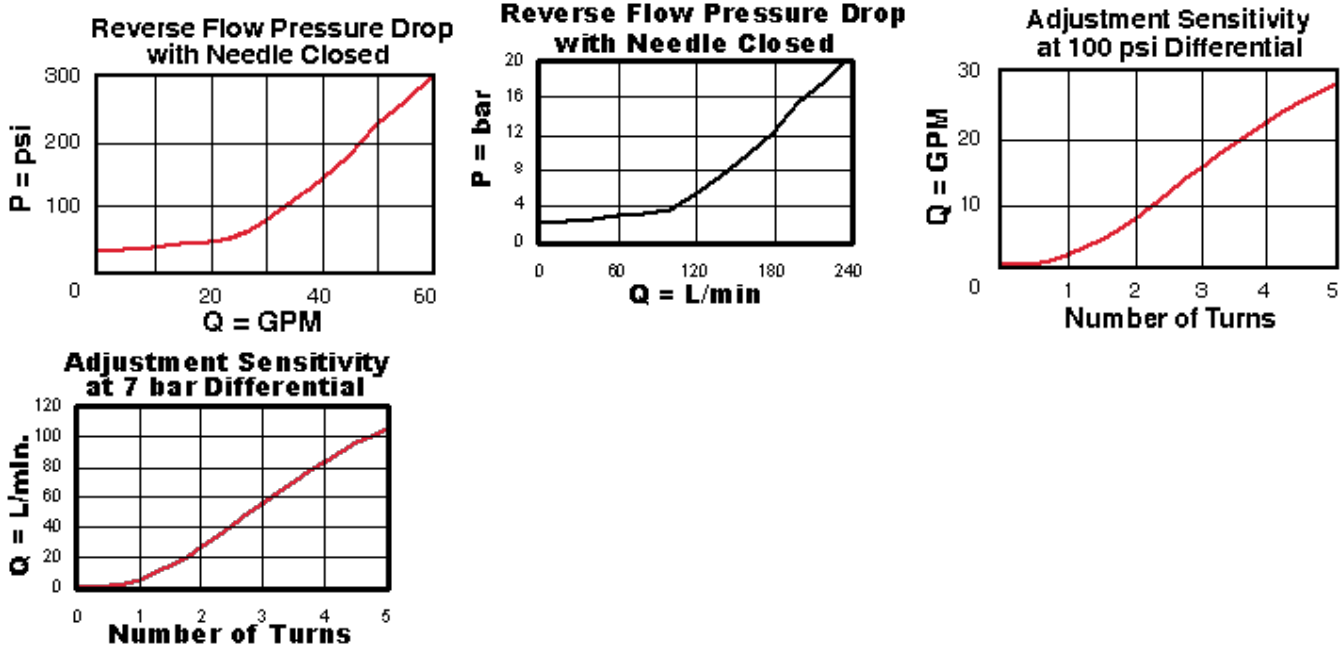 Reverse Flow Pressure Drop
with Needle Closed
P = psi
300
200
100
0
20
40
60
Q = GPM
Reverse Flow Pressure Drop
with Needle Closed
P = bar
20
16
12
8
4
0
0
60
120
180
240
Q = L/min
Adjustment Sensitivity
at 100 psi Differential
Q = GPM
30
20
10
0
1
2
3
4
5
Number of Turns
Adjustment Sensitivity
at 7 bar Differential
Q = L/min.
120
100
80
60
40
20
0
0
1
2
3
4
5
Number of Turns